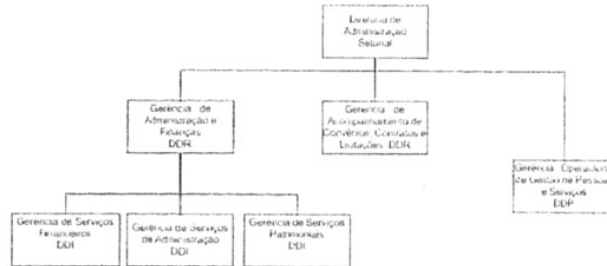 Diretoria de
Administração
Setorial
Gerência de
Administração e
Finanças
DDR
Gerência de
Acompanhamento de
Convênios, Contratos e
Licitações DDR
Gerência Operacional
de Gestão de Pessoas
e Serviços
DDP
Gerência de Serviços
Financeiros
DDI
Gerência de Serviços
de Administração
DDI
Gerência de Serviços
Patrimoniais
DDI